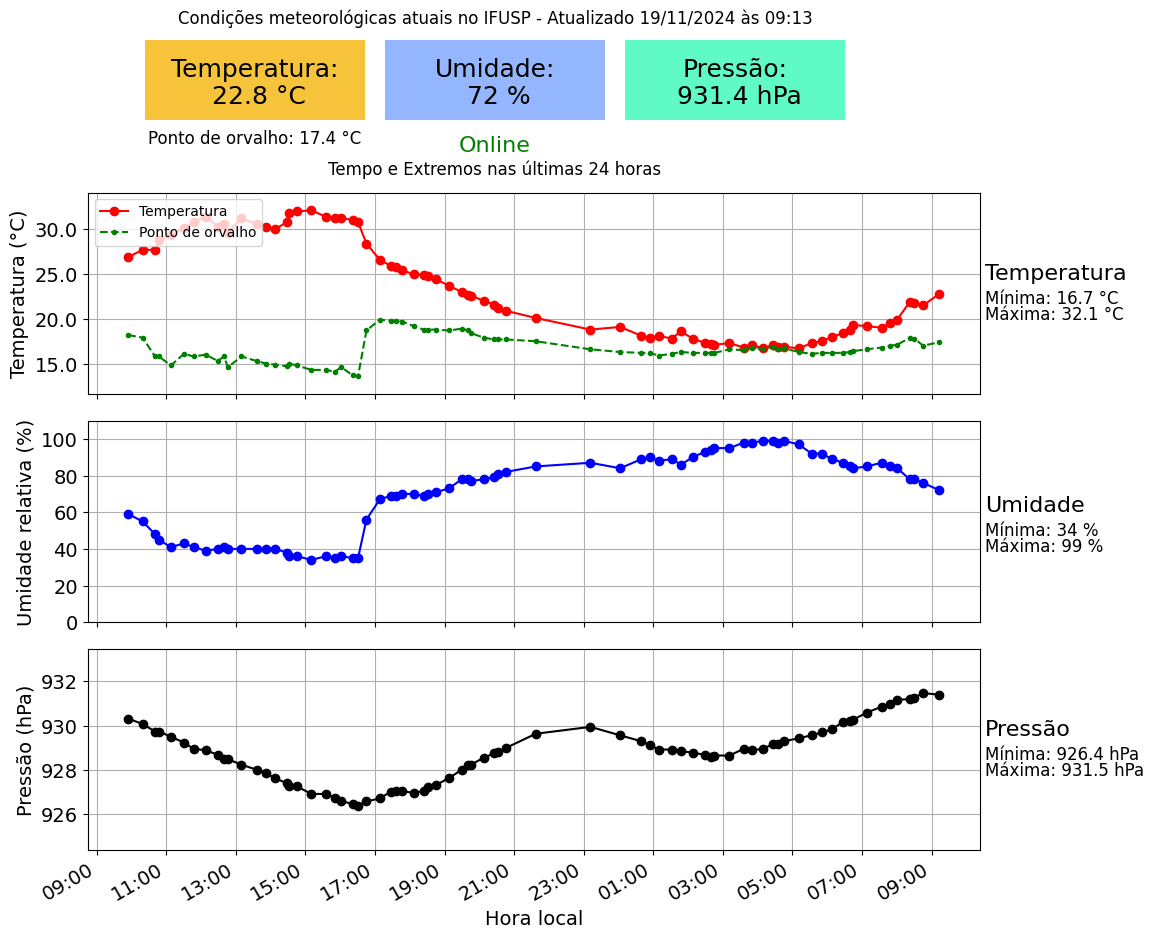 Condições meteorológicas atuais no IFUSP - Atualizado 19/11/2024 às 09:13
Temperatura:
22.8 °C
Umidade:
72 %
Pressão:
931.4 hPa
Ponto de orvalho: 17.4 °C
Online
Tempo e Extremos nas últimas 24 horas
Temperatura (°C)
30.0
25.0
20.0
15.0
Temperatura
Ponto de orvalho
Temperatura
Mínima: 16.7 °C
Máxima: 32.1 °C
Umidade relativa (%)
100
80
60
40
20
0
Umidade
Mínima: 34 %
Máxima: 99 %
Pressão (hPa)
932
930
928
926
Pressão
Mínima: 926.4 hPa
Máxima: 931.5 hPa
09:00 11:00 13:00 15:00 17:00 19:00 21:00 23:00 01:00 03:00 05:00 07:00 09:00
Hora local